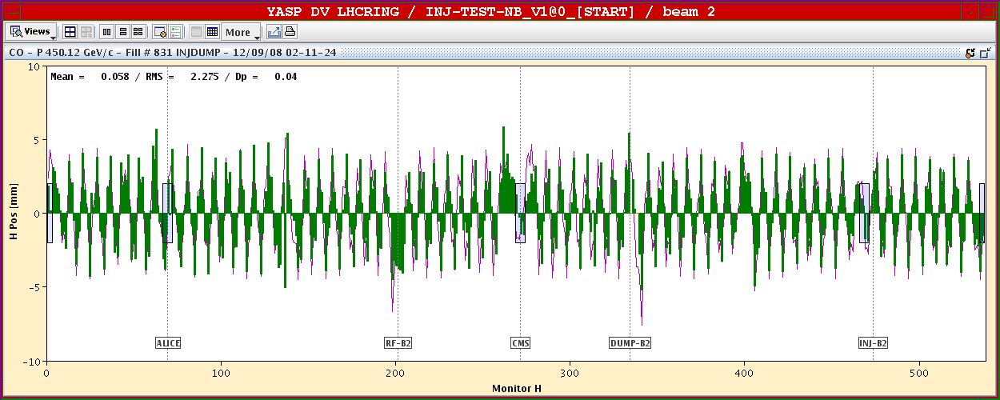 YASP DV LHCRING / INJ-TEST-NB_V1@0_[START] / beam 2
Views More
CO - P 450.12 GeV/c - Fill # 831 INJDUMP - 12/09/08 02-11-24
Mean = 0.058 / RMS = 2.275 / Dp = 0.04
10
5
0
-5
-10
H Pos [mm]
ALICE RF-B2 CMS DUMP-B2 INJ-B2
0 100 200 300 400 500
Monitor H